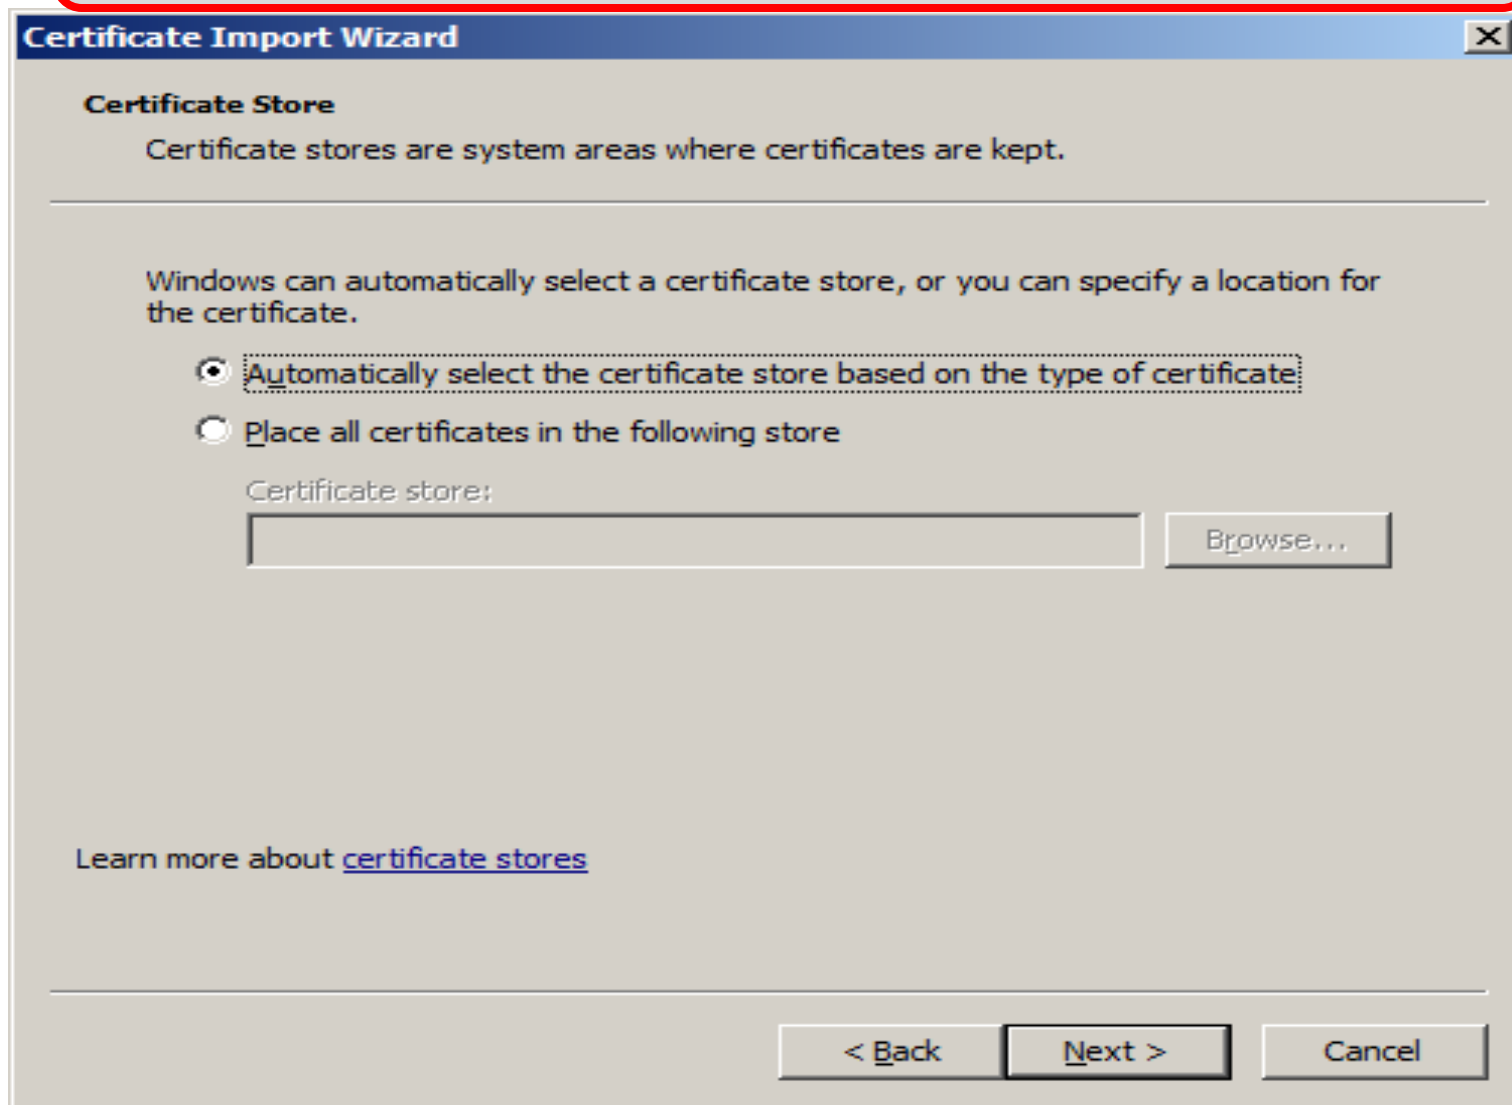 Certificate Import Wizard
Certificate Store
Certificate stores are system areas where certificates are kept.
Windows can automatically select a certificate store, or you can specify a location for
the certificate.
Automatically select the certificate store based on the type of certificate
Place all certificates in the following store
Certificate store:
Browse...
Learn more about certificate stores
< Back Next > Cancel